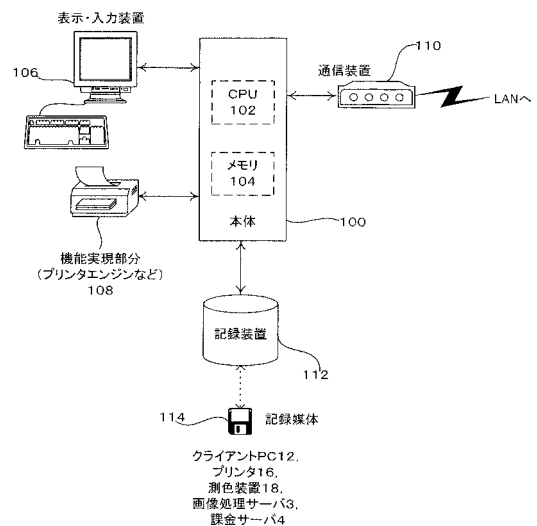 表示・入力装置
106
110
通信装置
CPU
102
LANへ
メモリ
104
本体
100
機能実現部分
(プリンタエンジンなど)
108
記録装置
112
114
記録媒体
クライアントPC12,
プリンタ16,
測色装置18,
画像処理サーバ3,
課金サーバ4